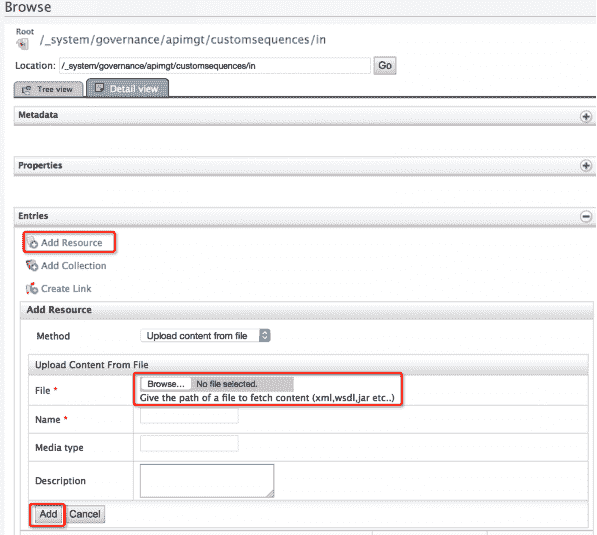 Browse
Root
/_system/governance/apimgt/customsequences/in
Location: /_system/governance/apimgt/customsequences/in Go
Tree view Detail view
Metadata
Properties
Entries
Add Resource
Add Collection
Create Link
Add Resource
Method Upload content from file
Upload Content From File
File * Browse... No file selected.
Give the path of a file to fetch content (xml,wsdl,jar etc..)
Name *
Media type
Description
Add Cancel